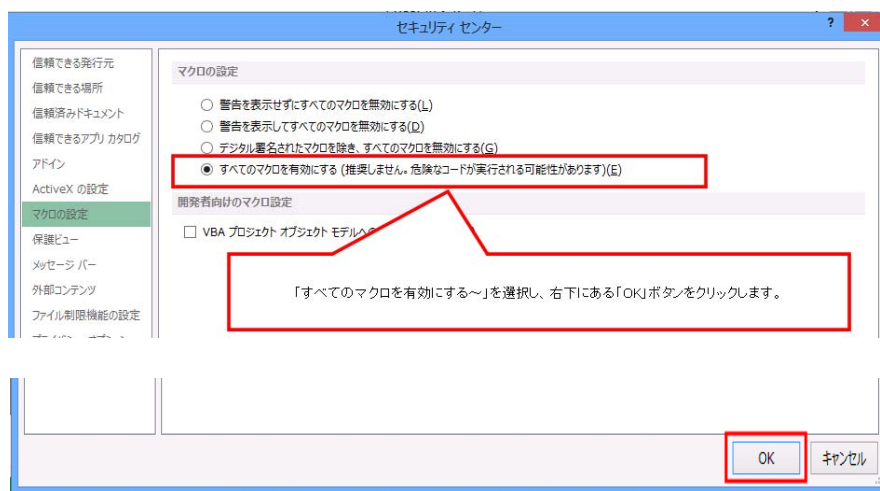 セキュリティ センター
? ×
信頼できる発行元
信頼できる場所
信頼済みドキュメント
信頼できるアプリ カタログ
アドイン
ActiveX の設定
マクロの設定
保護ビュー
メッセージ バー
外部コンテンツ
ファイル制限機能の設定
マクロの設定
○ 警告を表示せずにすべてのマクロを無効にする(L)
○ 警告を表示してすべてのマクロを無効にする(D)
○ デジタル署名されたマクロを除き、すべてのマクロを無効にする(G)
◉ すべてのマクロを有効にする (推奨しません。危険なコードが実行される可能性があります)(E)
開発者向けのマクロ設定
□ VBA プロジェクト オブジェクト モデルへの
「すべてのマクロを有効にする～」を選択し、右下にある「OK」ボタンをクリックします。
OK
キャンセル